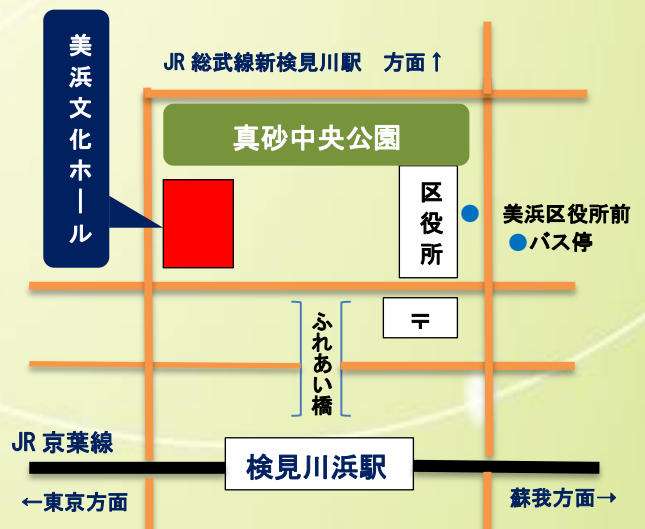 美浜文化ホール
JR 総武線新検見川駅　方面↑
真砂中央公園
区役所
美浜区役所前
●バス停
〒
ふれあい橋
JR 京葉線
検見川浜駅
←東京方面
蘇我方面→